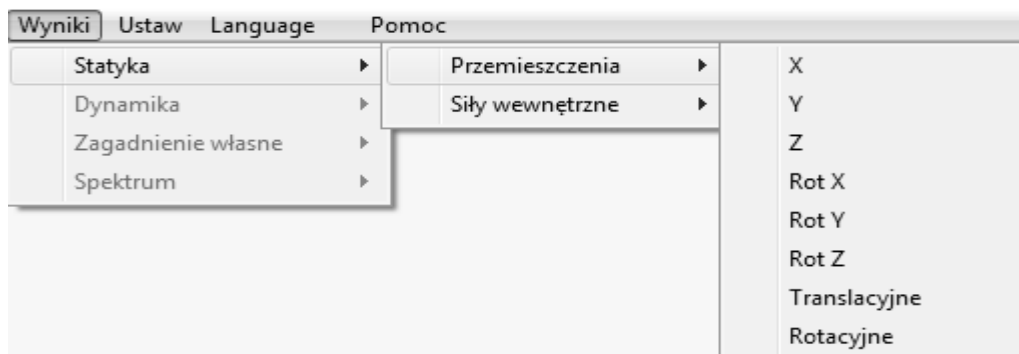 Wyniki Ustaw Language Pomoc
Statyka
Dynamika
Zagadnienie własne
Spektrum
Przemieszczenia
Siły wewnętrzne
X
Y
Z
Rot X
Rot Y
Rot Z
Translacyjne
Rotacyjne